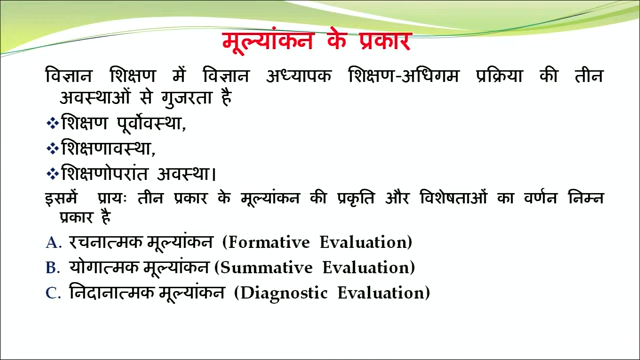 मूल्यांकन के प्रकार
विज्ञान शिक्षण में विज्ञान अध्यापक शिक्षण-अधिगम प्रक्रिया की तीन
अवस्थाओं से गुजरता है
❖शिक्षण पूर्वोवस्था,
❖शिक्षणावस्था,
❖शिक्षणोपरांत अवस्था।
इसमें प्रायः तीन प्रकार के मूल्यांकन की प्रकृति और विशेषताओं का वर्णन निम्न
प्रकार है
A. रचनात्मक मूल्यांकन (Formative Evaluation)
B. योगात्मक मूल्यांकन (Summative Evaluation)
C. निदानात्मक मूल्यांकन (Diagnostic Evaluation)